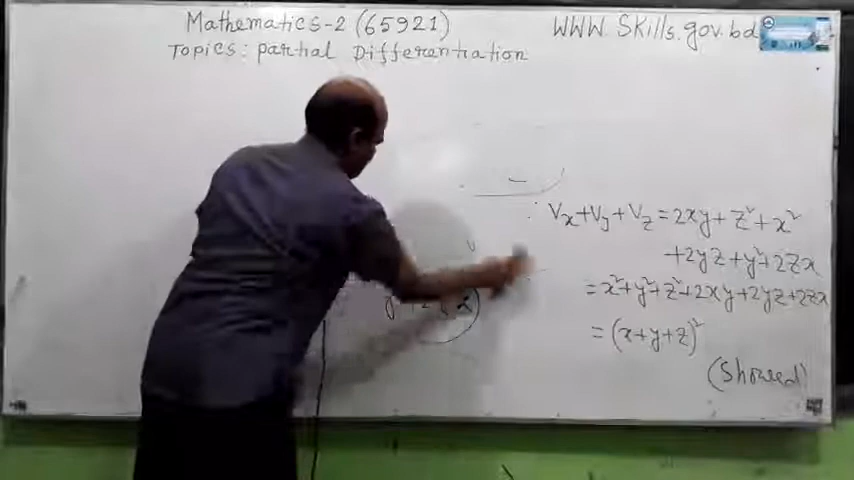 Mathematics-2 (65921)
WWW.Skills.gov.bd
Topics: partial Differentiation
Vx+Vy+Vz = 2xy+z²+x²
+2yz+y²+2zx
= x²+y²+z²+2xy+2yz+2zx
= (x+y+z)²
(Showed)